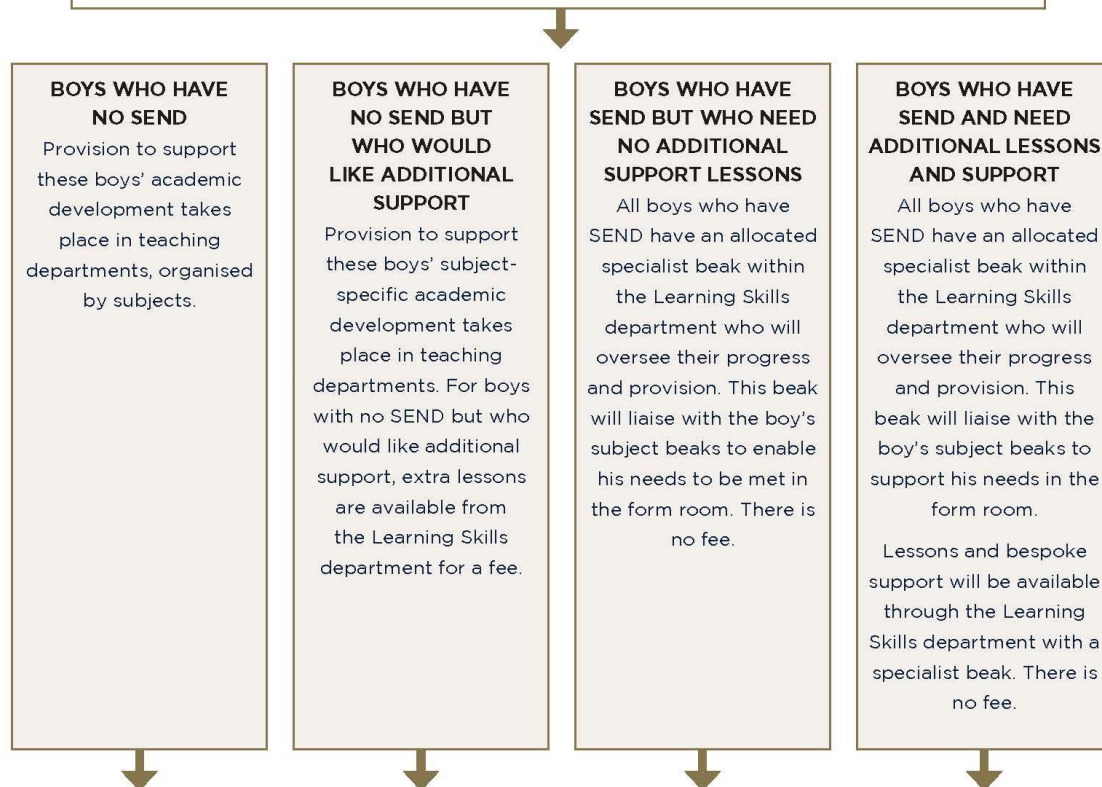 BOYS WHO HAVE
NO SEND
Provision to support
these boys’ academic
development takes
place in teaching
departments, organised
by subjects.
BOYS WHO HAVE
NO SEND BUT
WHO WOULD
LIKE ADDITIONAL
SUPPORT
Provision to support
these boys’ subject-
specific academic
development takes
place in teaching
departments. For boys
with no SEND but who
would like additional
support, extra lessons
are available from
the Learning Skills
department for a fee.
BOYS WHO HAVE
SEND BUT WHO NEED
NO ADDITIONAL
SUPPORT LESSONS
All boys who have
SEND have an allocated
specialist beak within
the Learning Skills
department who will
oversee their progress
and provision. This beak
will liaise with the boy’s
subject beaks to enable
his needs to be met in
the form room. There is
no fee.
BOYS WHO HAVE
SEND AND NEED
ADDITIONAL LESSONS
AND SUPPORT
All boys who have
SEND have an allocated
specialist beak within
the Learning Skills
department who will
oversee their progress
and provision. This
beak will liaise with the
boy’s subject beaks to
support his needs in the
form room.
Lessons and bespoke
support will be available
through the Learning
Skills department with a
specialist beak. There is
no fee.